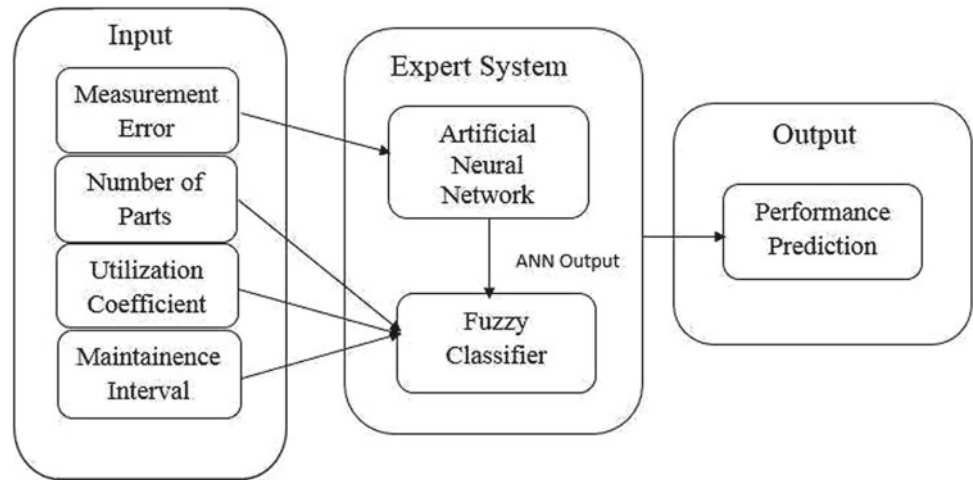 Input
Measurement
Error
Number of
Parts
Utilization
Coefficient
Maintainence
Interval
Expert System
Artificial
Neural
Network
ANN Output
Fuzzy
Classifier
Output
Performance
Prediction